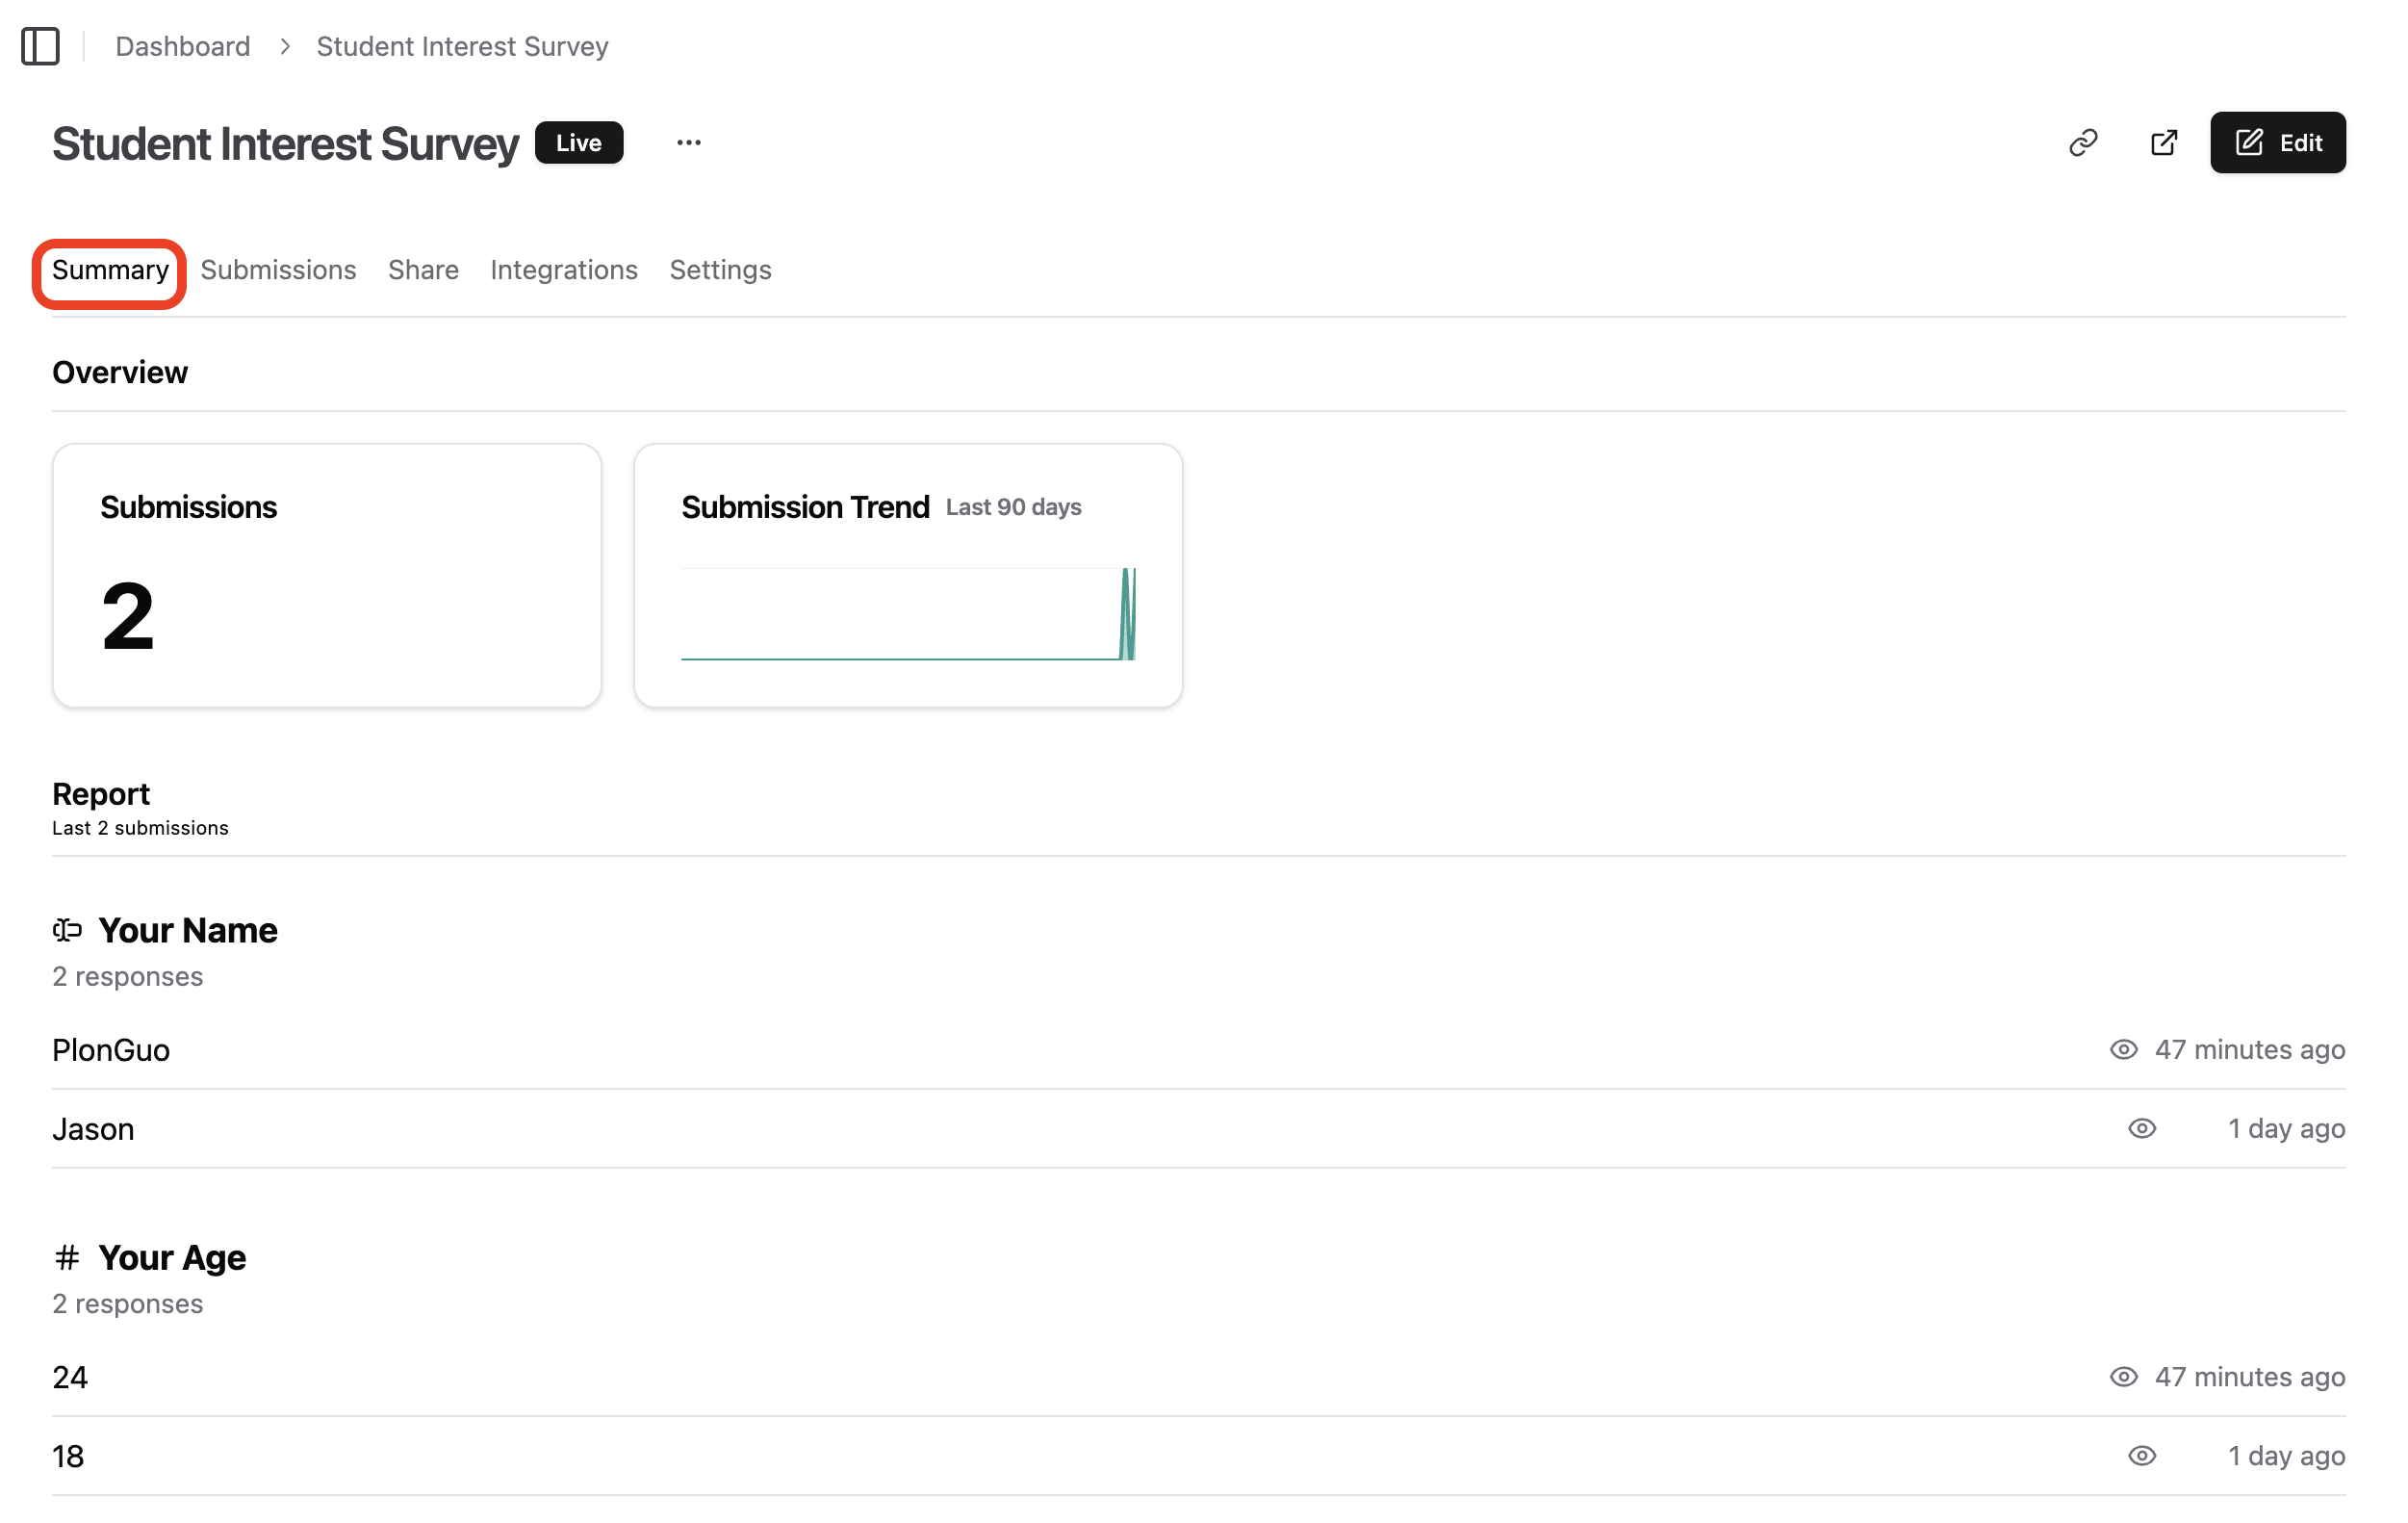 Dashboard > Student Interest Survey
Student Interest Survey Live ...
Edit
Summary Submissions Share Integrations Settings
Overview
Submissions
2
Submission Trend Last 90 days
Report
Last 2 submissions
Your Name
2 responses
PlonGuo 47 minutes ago
Jason 1 day ago
# Your Age
2 responses
24 47 minutes ago
18 1 day ago